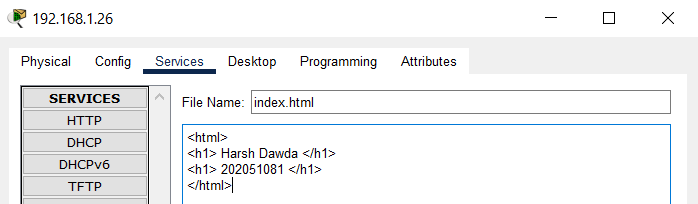 192.168.1.26
Physical Config Services Desktop Programming Attributes
SERVICES
HTTP
DHCP
DHCPv6
TFTP
File Name: index.html
<html>
<h1> Harsh Dawda </h1>
<h1> 202051081 </h1>
</html>